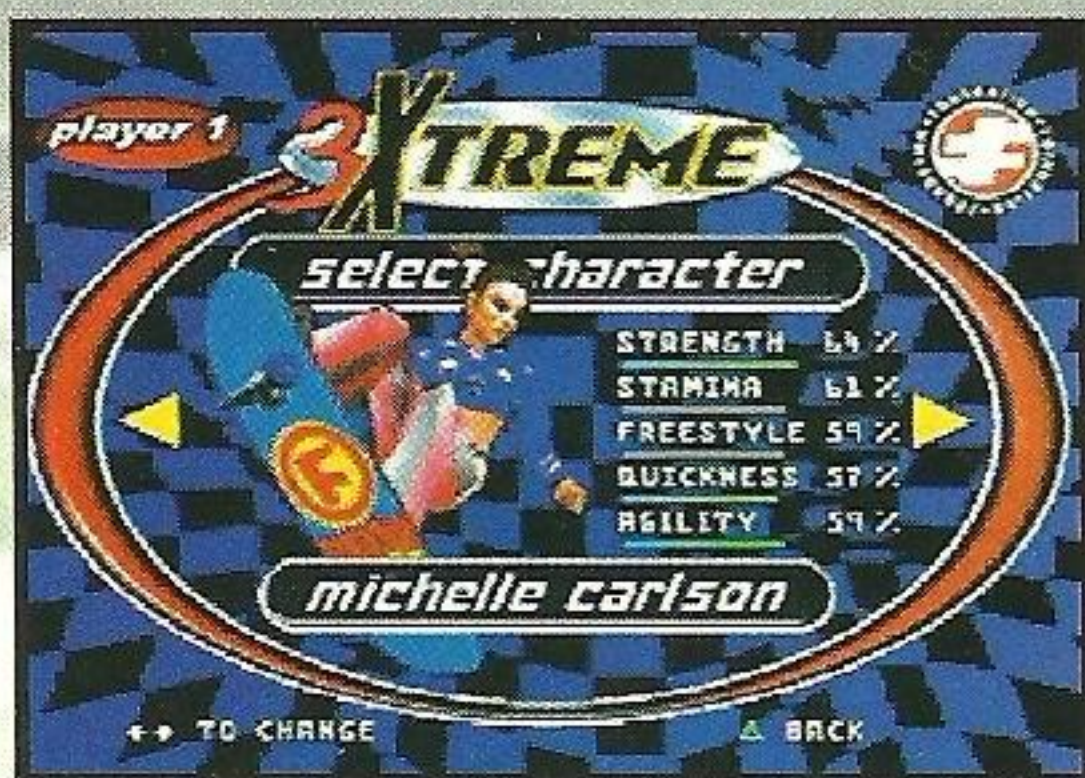 player 1
3XTREME
select character
STRENGTH 64 %
STAMINA 61 %
FREESTYLE 59 %
QUICKNESS 57 %
AGILITY 59 %
michelle carlson
TO CHANGE
BACK